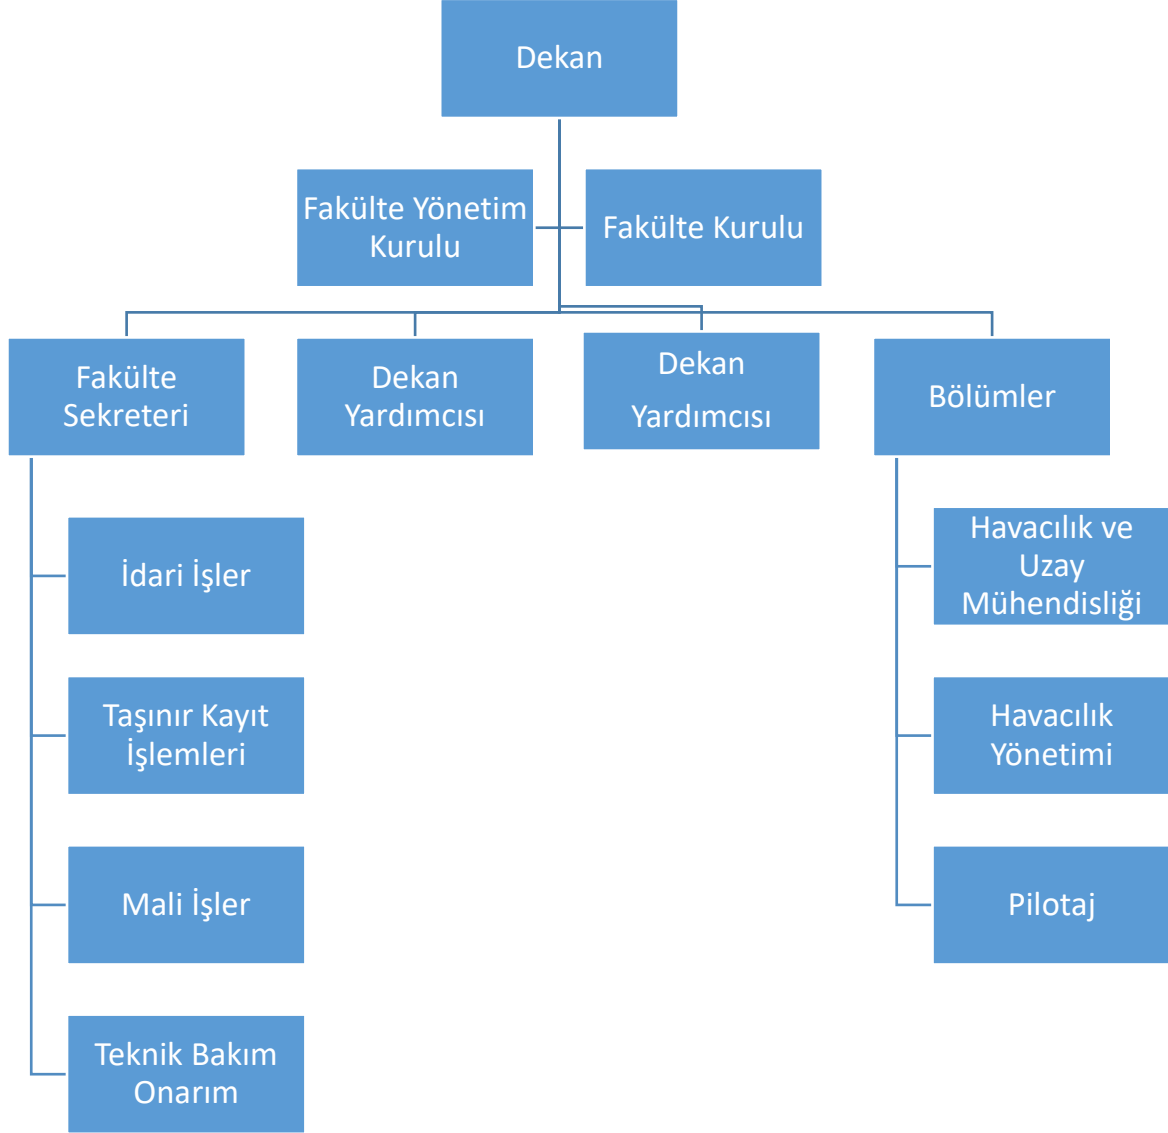 Dekan
Fakülte Yönetim
Kurulu
Fakülte Kurulu
Fakülte
Sekreteri
Dekan
Yardımcısı
Dekan
Yardımcısı
Bölümler
İdari İşler
Taşınır Kayıt
İşlemleri
Mali İşler
Teknik Bakım
Onarım
Havacılık ve
Uzay
Mühendisliği
Havacılık
Yönetimi
Pilotaj